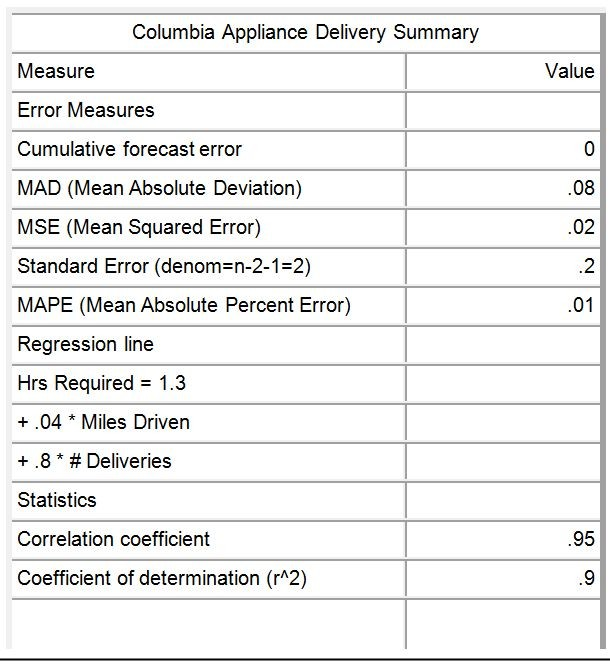 Columbia Appliance Delivery Summary
Measure Value
Error Measures
Cumulative forecast error 0
MAD (Mean Absolute Deviation) .08
MSE (Mean Squared Error) .02
Standard Error (denom=n-2-1=2) .2
MAPE (Mean Absolute Percent Error) .01
Regression line
Hrs Required = 1.3
+ .04 * Miles Driven
+ .8 * # Deliveries
Statistics
Correlation coefficient .95
Coefficient of determination (r^2) .9